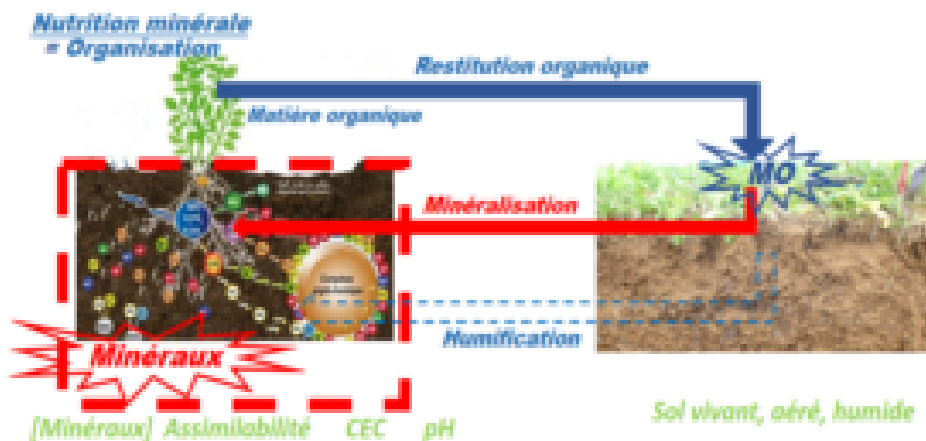 Nutrition minérale
= Organisation
Restitution organique
Matière organique
MO
Minéralisation
Humification
Minéraux
[Minéraux] Assimilabilité CEC pH
Sol vivant, aéré, humide